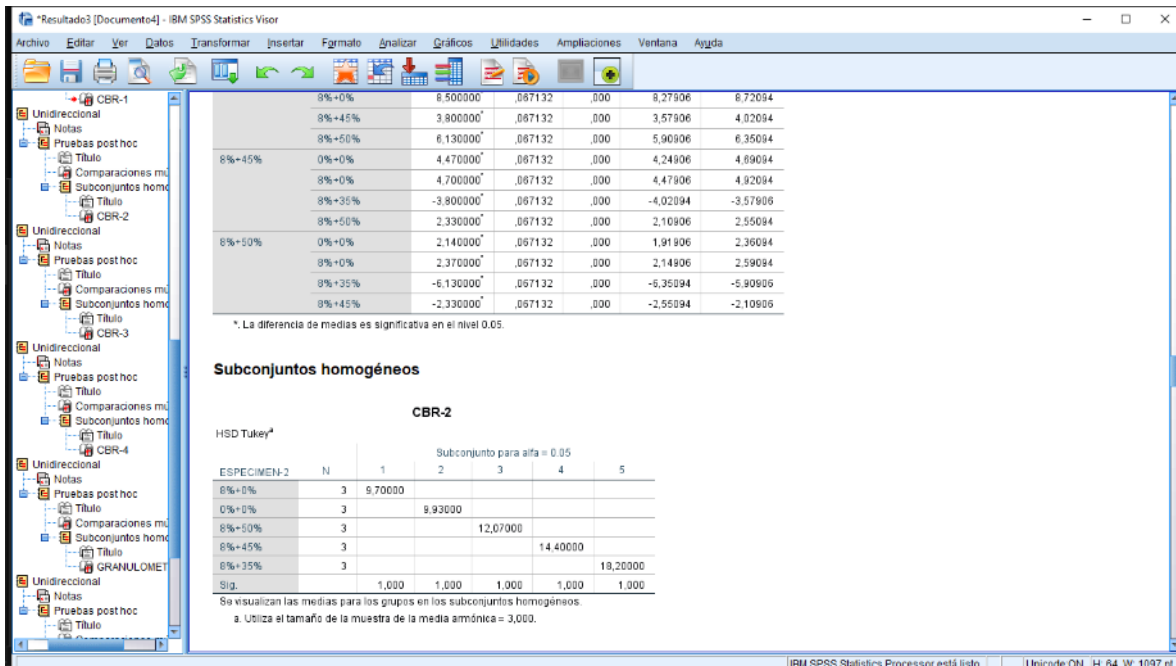 *Resultado3 [Documento4] - IBM SPSS Statistics Visor
Archivo Editar Ver Datos Transformar Insertar Formato Analizar Gráficos Utilidades Ampliaciones Ventana Ayuda
CBR-1
Unidireccional
Notas
Pruebas post hoc
Título
Comparaciones mú
Subconjuntos homo
Título
CBR-2
Unidireccional
Notas
Pruebas post hoc
Título
Comparaciones mú
Subconjuntos homo
Título
CBR-3
Unidireccional
Notas
Pruebas post hoc
Título
Comparaciones mú
Subconjuntos homo
Título
CBR-4
Unidireccional
Notas
Pruebas post hoc
Título
Comparaciones mú
Subconjuntos homo
Título
GRANULOMET
Unidireccional
Notas
Pruebas post hoc
Título
8%+0% 8,500000* ,067132 ,000 8,27906 8,72094
8%+45% 3,800000* ,067132 ,000 3,57906 4,02094
8%+50% 6,130000* ,067132 ,000 5,90906 6,35094
8%+45% 0%+0% 4,470000* ,067132 ,000 4,24906 4,69094
8%+0% 4,700000* ,067132 ,000 4,47906 4,92094
8%+35% -3,800000* ,067132 ,000 -4,02094 -3,57906
8%+50% 2,330000* ,067132 ,000 2,10906 2,55094
8%+50% 0%+0% 2,140000* ,067132 ,000 1,91906 2,36094
8%+0% 2,370000* ,067132 ,000 2,14906 2,59094
8%+35% -6,130000* ,067132 ,000 -6,35094 -5,90906
8%+45% -2,330000* ,067132 ,000 -2,55094 -2,10906
*. La diferencia de medias es significativa en el nivel 0.05.
Subconjuntos homogéneos
CBR-2
HSD Tukeyᵃ
Subconjunto para alfa = 0.05
ESPECIMEN-2 N 1 2 3 4 5
8%+0% 3 9,70000
0%+0% 3 9,93000
8%+50% 3 12,07000
8%+45% 3 14,40000
8%+35% 3 18,20000
Sig. 1,000 1,000 1,000 1,000 1,000
Se visualizan las medias para los grupos en los subconjuntos homogéneos.
a. Utiliza el tamaño de la muestra de la media armónica = 3,000.
IBM SPSS Statistics Processor está listo Unicode:ON H: 64, W: 1097 pt